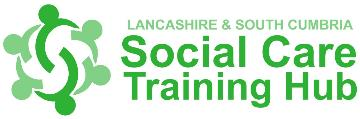 LANCASHIRE & SOUTH CUMBRIA
Social Care
Training Hub